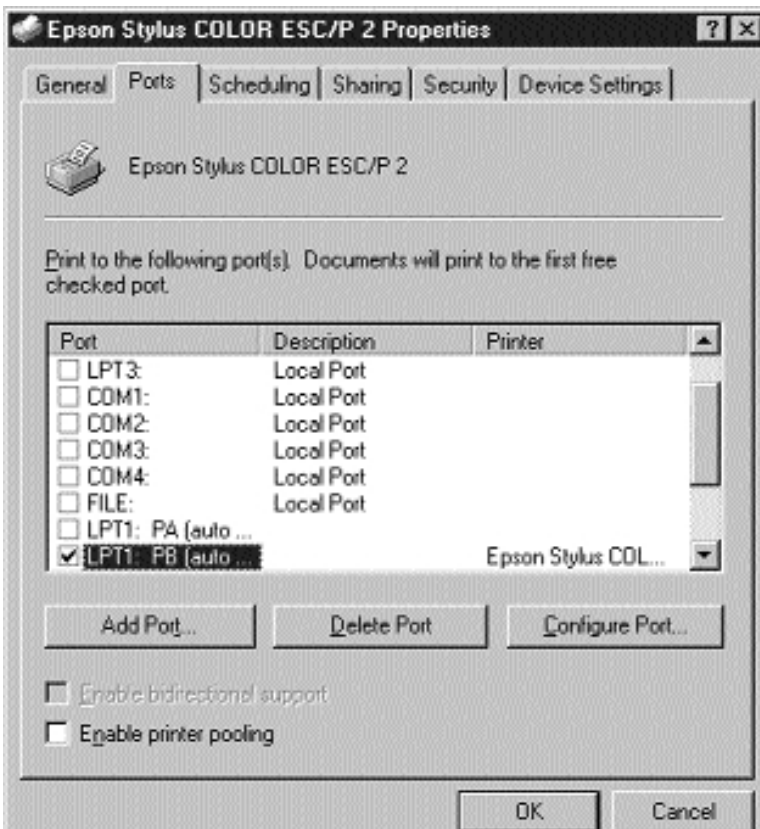 Epson Stylus COLOR ESC/P 2 Properties
General Ports Scheduling Sharing Security Device Settings
Epson Stylus COLOR ESC/P 2
Print to the following port(s). Documents will print to the first free
checked port.
Port Description Printer
LPT3: Local Port
COM1: Local Port
COM2: Local Port
COM3: Local Port
COM4: Local Port
FILE: Local Port
LPT1: PA (auto ...
LPT1: PB (auto ... Epson Stylus COL...
Add Port... Delete Port Configure Port...
Enable bidirectional support
Enable printer pooling
OK Cancel